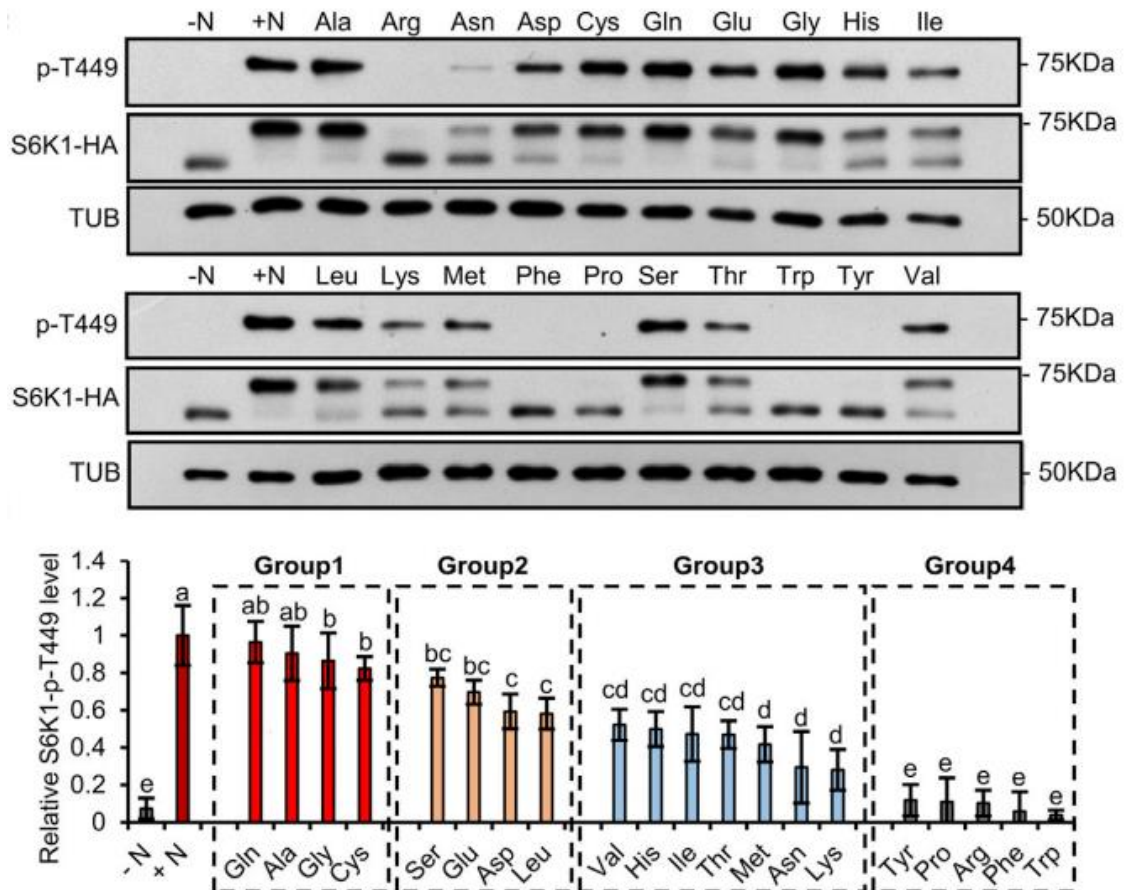 -N +N Ala Arg Asn Asp Cys Gln Glu Gly His Ile
p-T449 75KDa
S6K1-HA 75KDa
TUB 50KDa
-N +N Leu Lys Met Phe Pro Ser Thr Trp Tyr Val
p-T449 75KDa
S6K1-HA 75KDa
TUB 50KDa
Relative S6K1-p-T449 level
1.4
1.2
1
0.8
0.6
0.4
0.2
0
Group1 Group2 Group3 Group4
e a ab ab b b bc bc c c cd cd cd cd d d d e e e e e
- N + N Gln Ala Gly Cys Ser Glu Asp Leu Val His Ile Thr Met Asn Lys Tyr Pro Arg Phe Trp